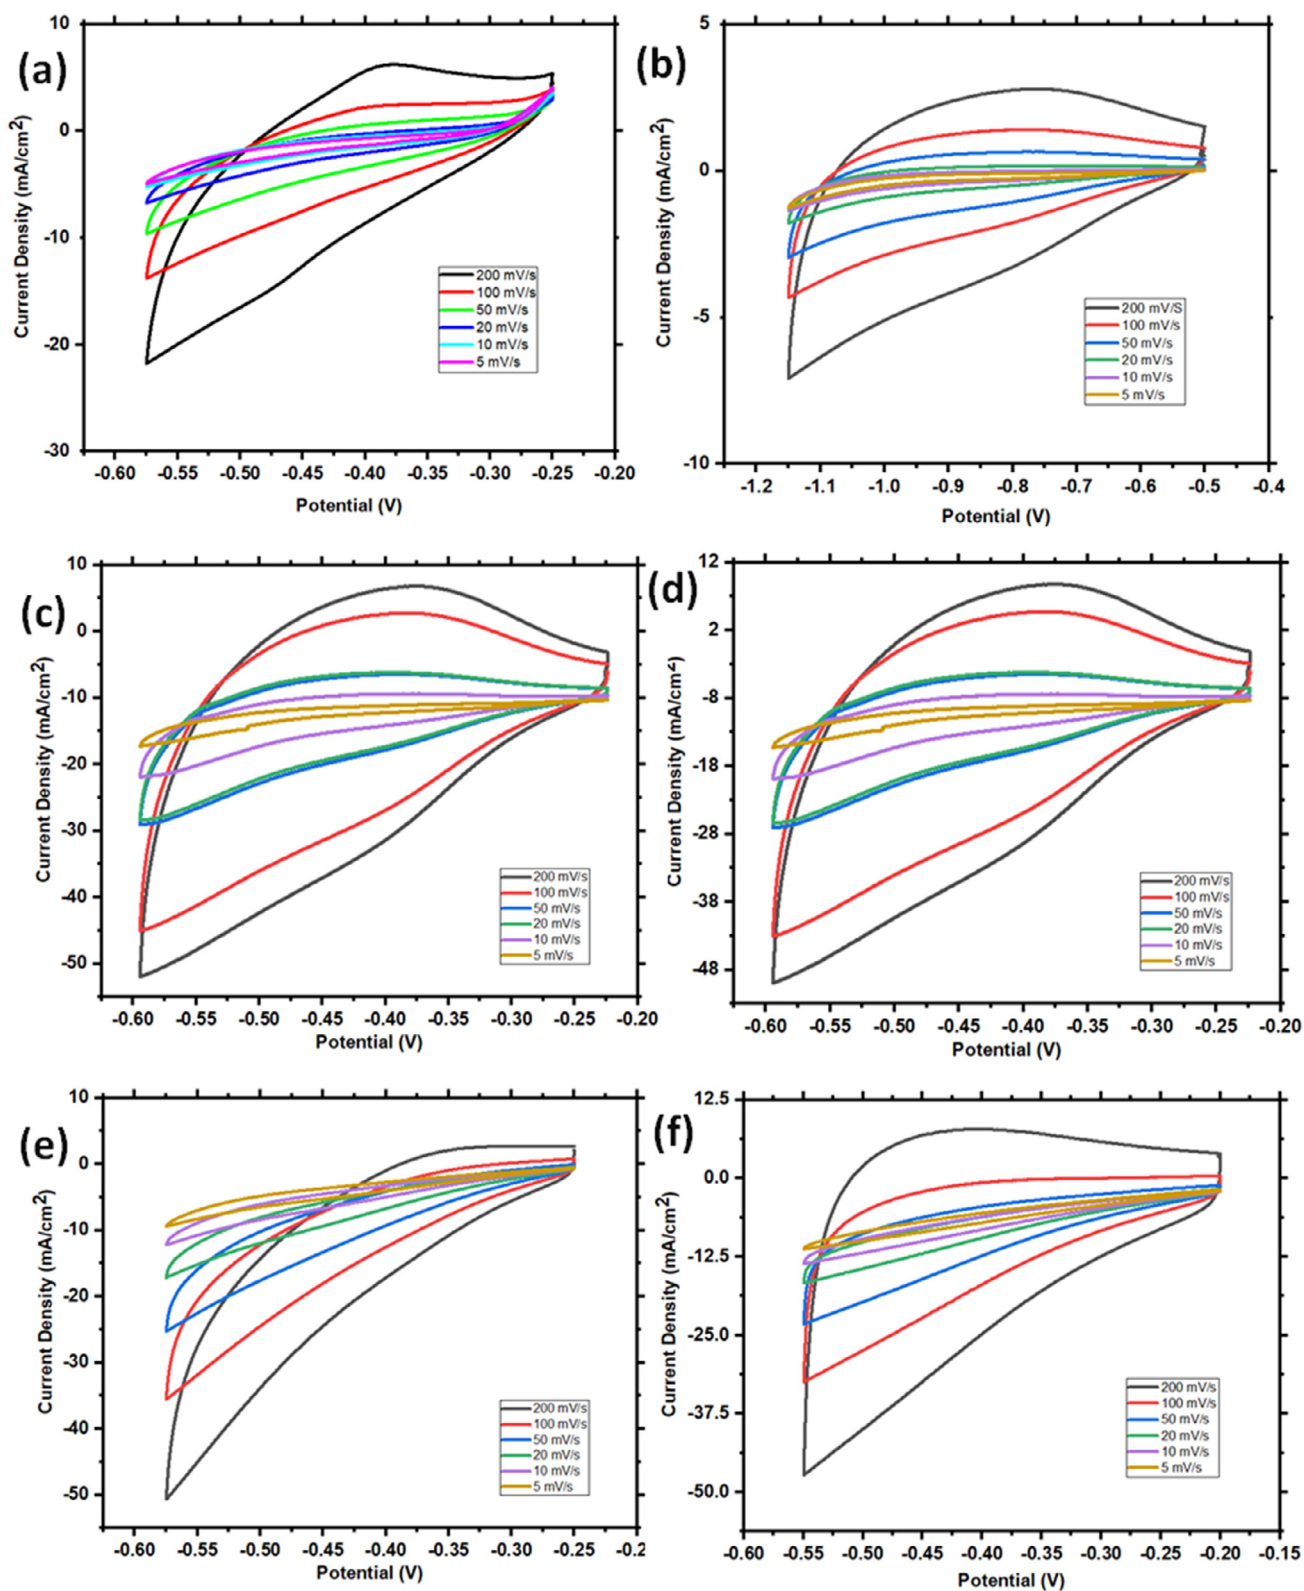 (a)
10
0
-10
-20
-30
Current Density (mA/cm2)
-0.60 -0.55 -0.50 -0.45 -0.40 -0.35 -0.30 -0.25 -0.20
Potential (V)
200 mV/s
100 mV/s
50 mV/s
20 mV/s
10 mV/s
5 mV/s
(b)
5
0
-5
-10
Current Density (mA/cm2)
-1.2 -1.1 -1.0 -0.9 -0.8 -0.7 -0.6 -0.5 -0.4
Potential (V)
200 mV/S
100 mV/s
50 mV/s
20 mV/s
10 mV/s
5 mV/s
(c)
10
0
-10
-20
-30
-40
-50
Current Density (mA/cm2)
-0.60 -0.55 -0.50 -0.45 -0.40 -0.35 -0.30 -0.25 -0.20
Potential (V)
200 mV/s
100 mV/s
50 mV/s
20 mV/s
10 mV/s
5 mV/s
(d)
12
2
-8
-18
-28
-38
-48
Current Density (mA/cm2)
-0.60 -0.55 -0.50 -0.45 -0.40 -0.35 -0.30 -0.25 -0.20
Potential (V)
200 mV/s
100 mV/s
50 mV/s
20 mV/s
10 mV/s
5 mV/s
(e)
10
0
-10
-20
-30
-40
-50
Current Density (mA/cm2)
-0.60 -0.55 -0.50 -0.45 -0.40 -0.35 -0.30 -0.25 -0.2
Potential (V)
200 mV/s
100 mV/s
50 mV/s
20 mV/s
10 mV/s
5 mV/s
(f)
12.5
0.0
-12.5
-25.0
-37.5
-50.0
Current Density (mA/cm2)
-0.60 -0.55 -0.50 -0.45 -0.40 -0.35 -0.30 -0.25 -0.20 -0.15
Potential (V)
200 mV/s
100 mV/s
50 mV/s
20 mV/s
10 mV/s
5 mV/s